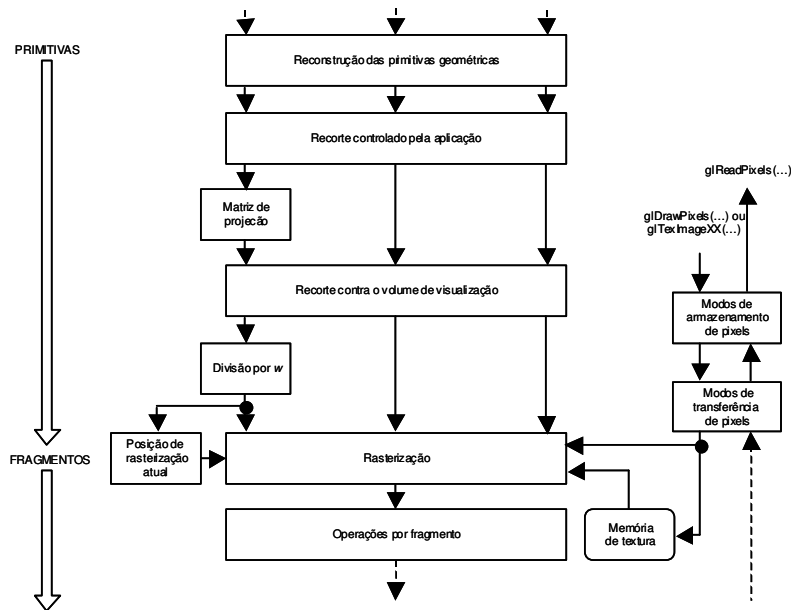 PRIMITIVAS
Reconstrução das primitivas geométricas
Recorte controlado pela aplicação
glReadPixels(...)
Matriz de
projeção
glDrawPixels(...) ou
glTexImageXX(...)
Recorte contra o volume de visualização
Modos de
armazenamento
de pixels
Divisão por w
Modos de
transferência
de pixels
FRAGMENTOS
Posição de
rasterização
atual
Rasterização
Operações por fragmento
Memória
de textura